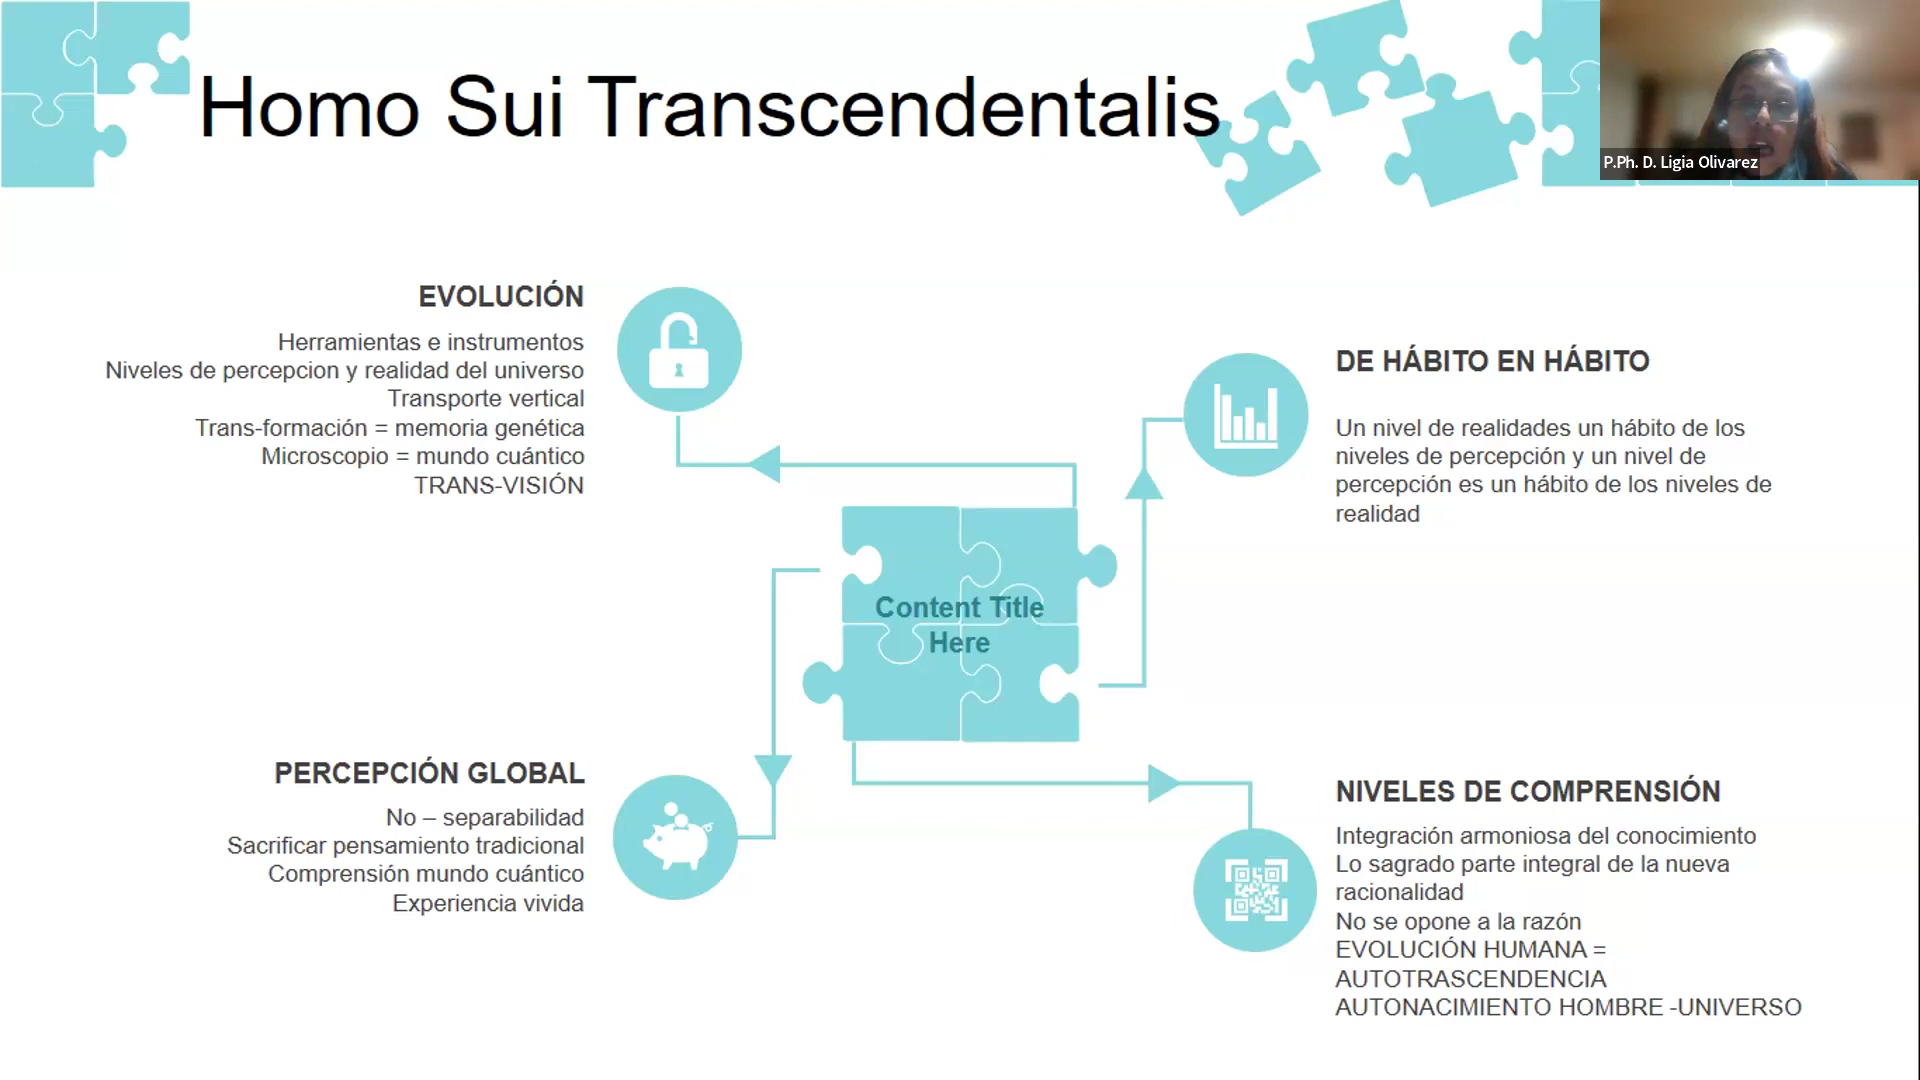 Homo Sui Transcendentalis
P.Ph. D. Ligia Olivarez
EVOLUCIÓN
Herramientas e instrumentos
Niveles de percepcion y realidad del universo
Transporte vertical
Trans-formación = memoria genética
Microscopio = mundo cuántico
TRANS-VISIÓN
DE HÁBITO EN HÁBITO
Un nivel de realidades un hábito de los
niveles de percepción y un nivel de
percepción es un hábito de los niveles de
realidad
Content Title
Here
PERCEPCIÓN GLOBAL
No – separabilidad
Sacrificar pensamiento tradicional
Comprensión mundo cuántico
Experiencia vivida
NIVELES DE COMPRENSIÓN
Integración armoniosa del conocimiento
Lo sagrado parte integral de la nueva
racionalidad
No se opone a la razón
EVOLUCIÓN HUMANA =
AUTOTRASCENDENCIA
AUTONACIMIENTO HOMBRE -UNIVERSO